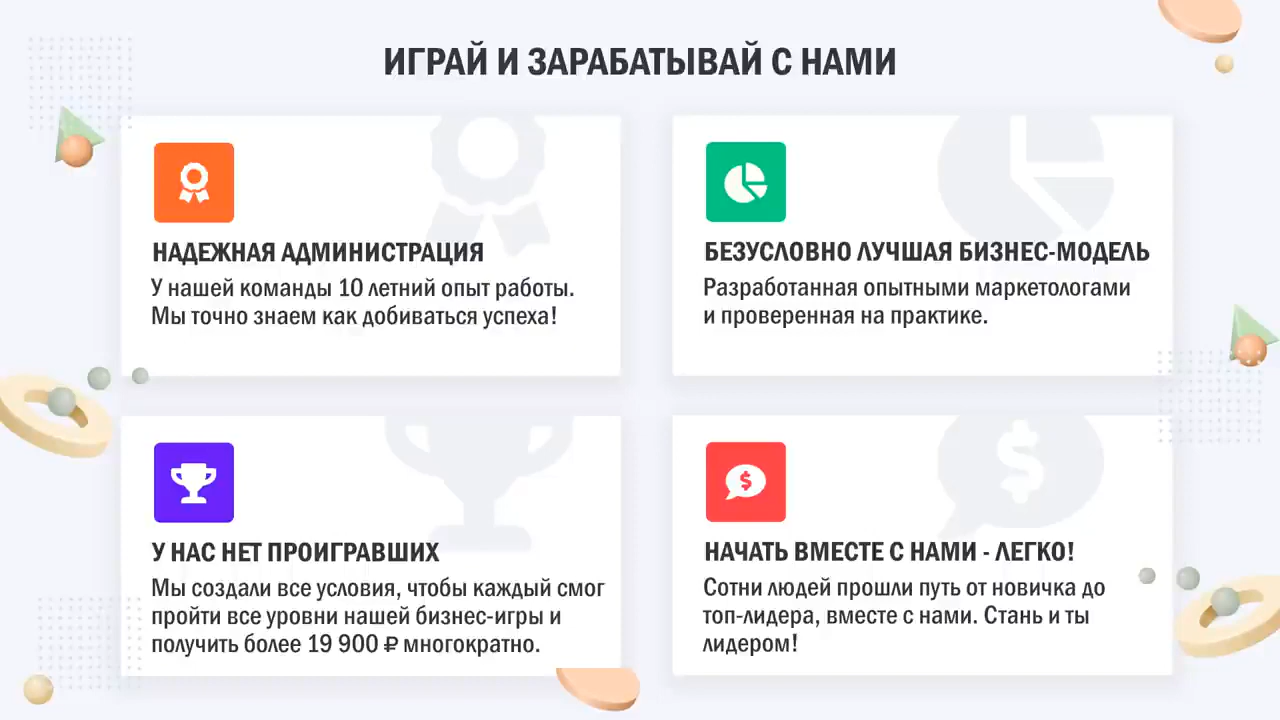 ИГРАЙ И ЗАРАБАТЫВАЙ С НАМИ
НАДЕЖНАЯ АДМИНИСТРАЦИЯ
У нашей команды 10 летний опыт работы.
Мы точно знаем как добиваться успеха!
БЕЗУСЛОВНО ЛУЧШАЯ БИЗНЕС-МОДЕЛЬ
Разработанная опытными маркетологами
и проверенная на практике.
У НАС НЕТ ПРОИГРАВШИХ
Мы создали все условия, чтобы каждый смог
пройти все уровни нашей бизнес-игры и
получить более 19 900 ₽ многократно.
НАЧАТЬ ВМЕСТЕ С НАМИ - ЛЕГКО!
Сотни людей прошли путь от новичка до
топ-лидера, вместе с нами. Стань и ты
лидером!